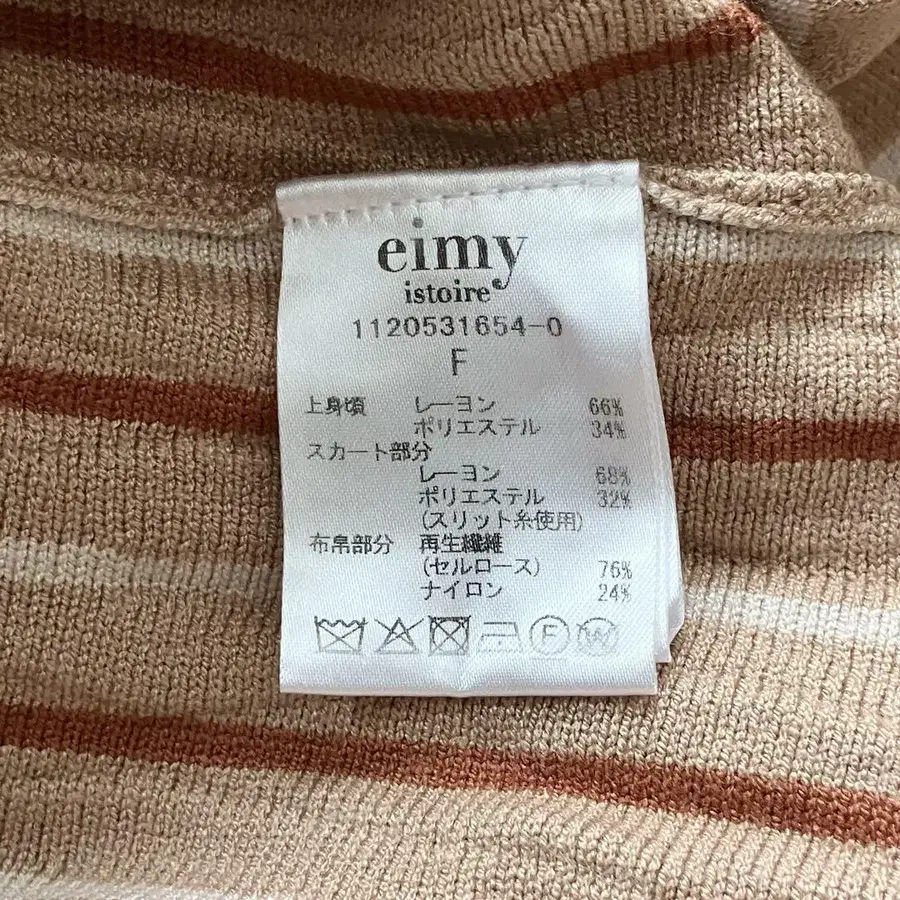 eimy
istoire
1120531654-0
F
上身頃 レーヨン 66%
ポリエステル 34%
スカート部分
レーヨン 68%
ポリエステル 32%
(スリット糸使用)
布帛部分 再生繊維
(セルロース) 76%
ナイロン 24%
F W